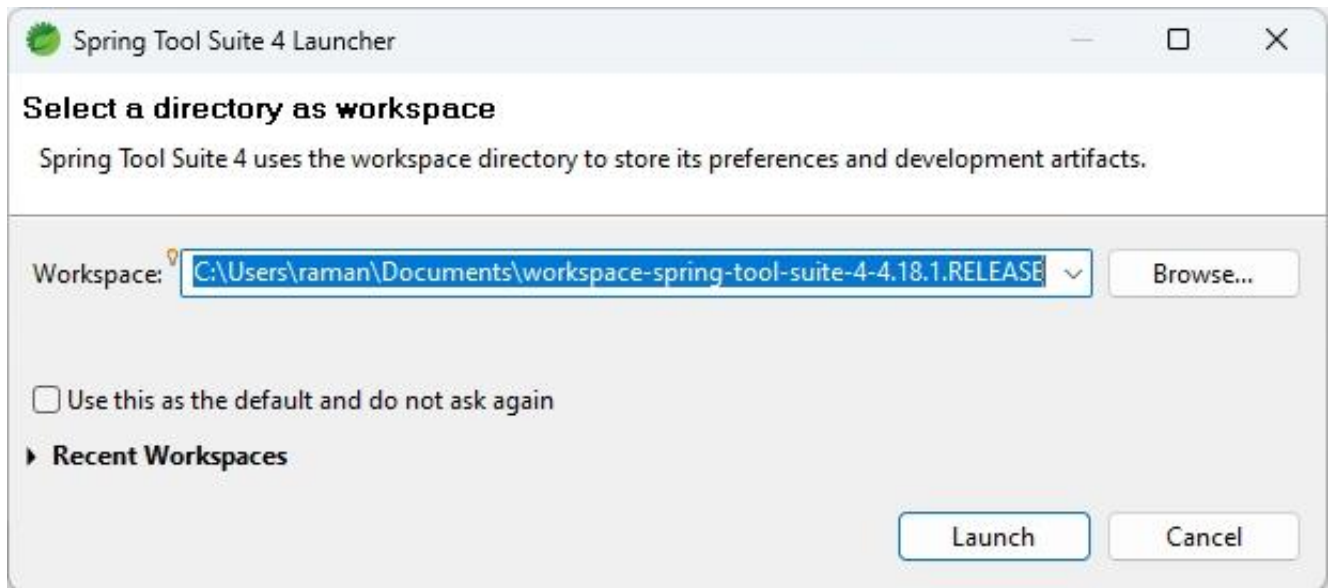 Spring Tool Suite 4 Launcher
Select a directory as workspace
Spring Tool Suite 4 uses the workspace directory to store its preferences and development artifacts.
Workspace: C:\Users\raman\Documents\workspace-spring-tool-suite-4-4.18.1.RELEASE Browse...
Use this as the default and do not ask again
Recent Workspaces
Launch Cancel